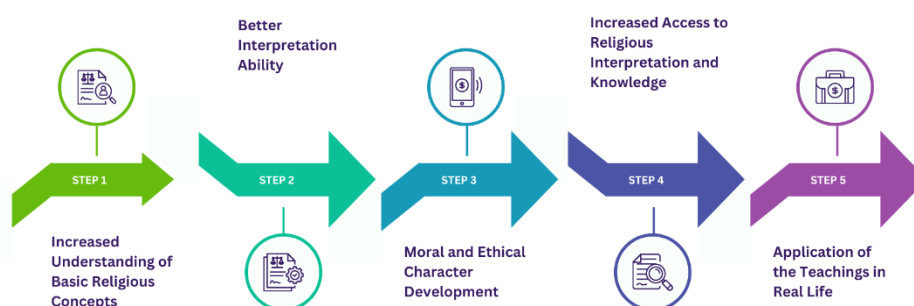 Better
Interpretation
Ability
Increased Access to
Religious
Interpretation and
Knowledge
STEP 1
STEP 2
STEP 3
STEP 4
STEP 5
Increased
Understanding of
Basic Religious
Concepts
Moral and Ethical
Character
Development
Application of
the Teachings in
Real Life